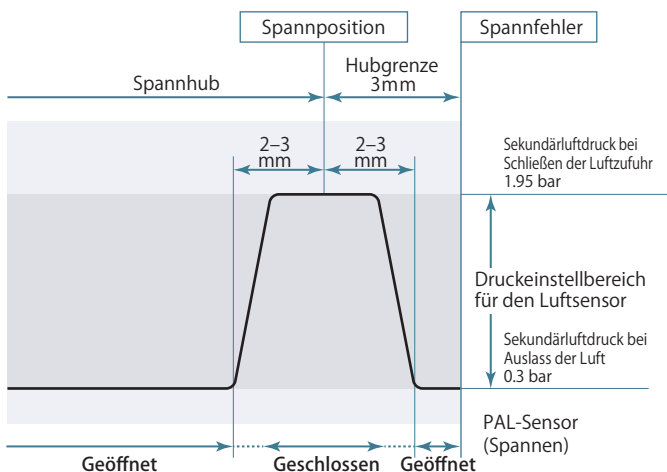 Spannposition
Spannfehler
Spannhub
Hubgrenze
3mm
2–3
mm
2–3
mm
Sekundärluftdruck bei
Schließen der Luftzufuhr
1.95 bar
Druckeinstellbereich
für den Luftsensor
Sekundärluftdruck bei
Auslass der Luft
0.3 bar
PAL-Sensor
(Spannen)
Geöffnet
Geschlossen
Geöffnet